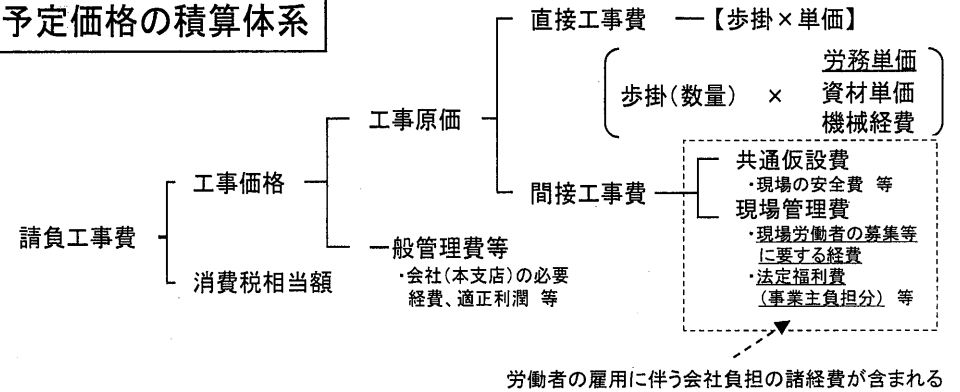 予定価格の積算体系
直接工事費 ―【歩掛×単価】
労務単価
歩掛(数量) × 資材単価
機械経費
工事原価
間接工事費
共通仮設費
・現場の安全費 等
現場管理費
・現場労働者の募集等
に要する経費
・法定福利費
(事業主負担分) 等
工事価格
一般管理費等
・会社(本支店)の必要
経費、適正利潤 等
請負工事費
消費税相当額
労働者の雇用に伴う会社負担の諸経費が含まれる